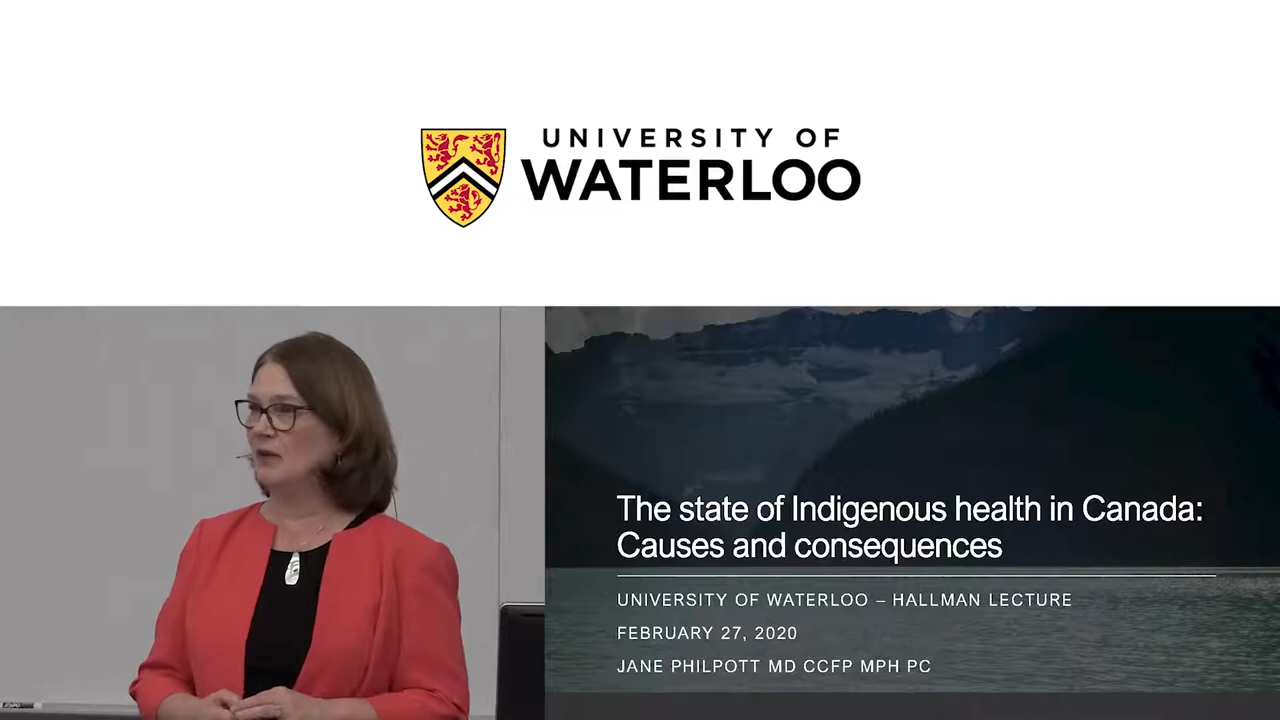 UNIVERSITY OF
WATERLOO
The state of Indigenous health in Canada:
Causes and consequences
UNIVERSITY OF WATERLOO – HALLMAN LECTURE
FEBRUARY 27, 2020
JANE PHILPOTT MD CCFP MPH PC